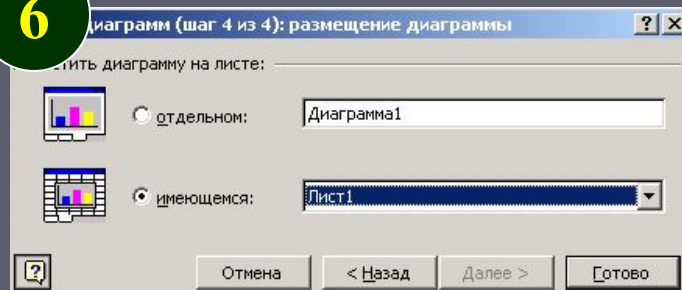 6
диаграмм (шаг 4 из 4): размещение диаграммы
? ×
тить диаграмму на листе:
отдельном: Диаграмма1
имеющемся: Лист1
? Отмена < Назад Далее > Готово